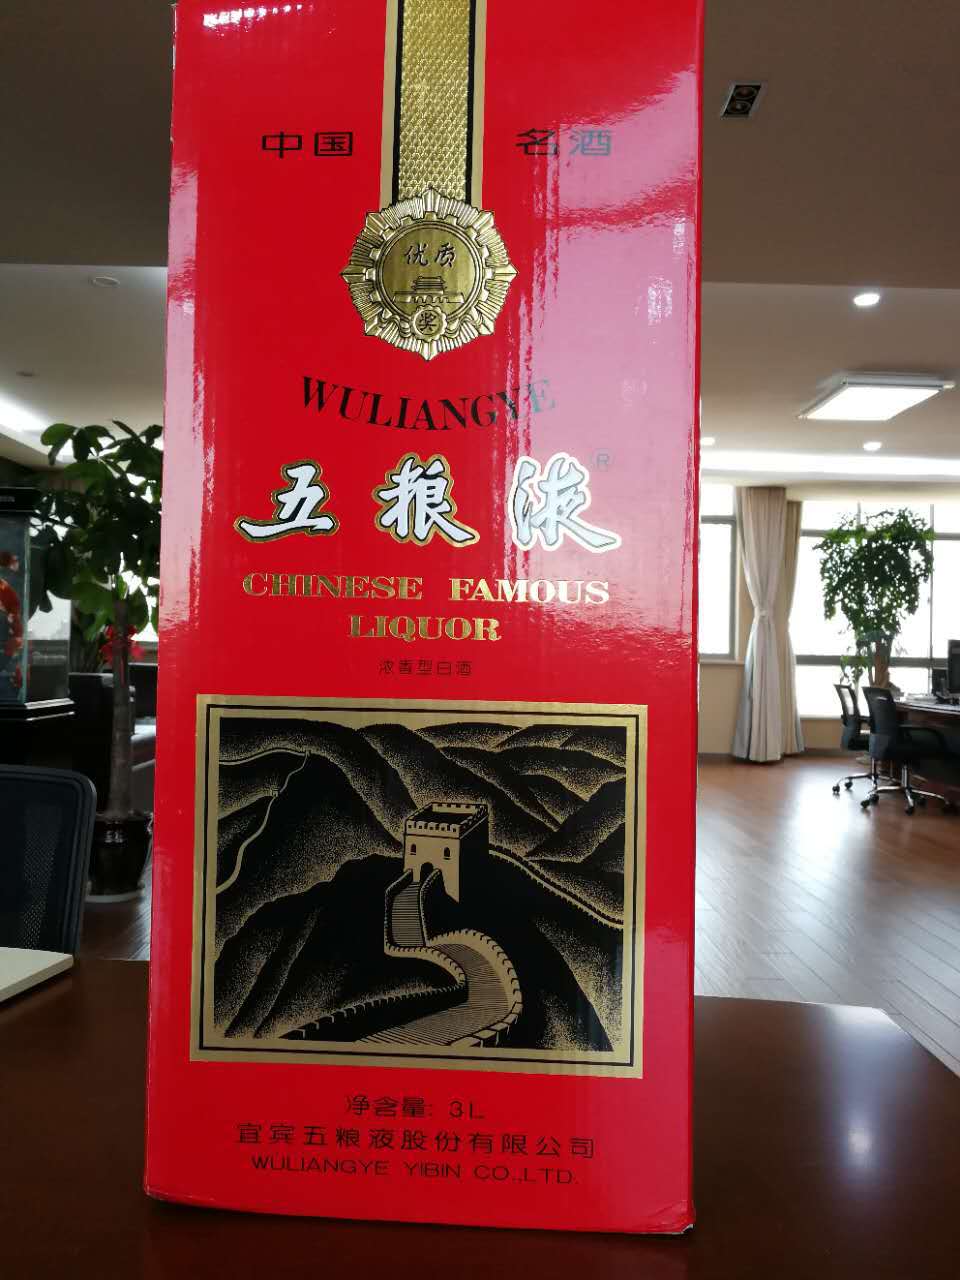 中国 名酒
优质
奖
WULIANGYE
五粮液®
CHINESE FAMOUS
LIQUOR
浓香型白酒
净含量: 3L
宜宾五粮液股份有限公司
WULIANGYE YIBIN CO.,LTD.